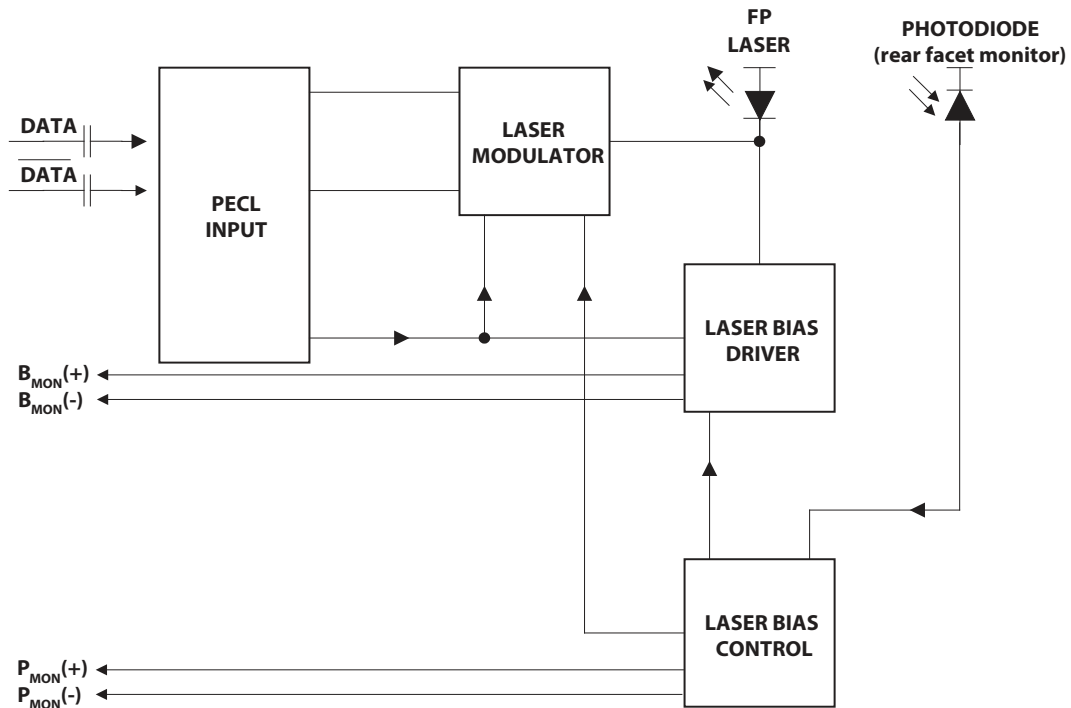 FP
LASER
PHOTODIODE
(rear facet monitor)
DATA
DATA
PECL
INPUT
LASER
MODULATOR
LASER BIAS
DRIVER
BMON(+)
BMON(-)
LASER BIAS
CONTROL
PMON(+)
PMON(-)